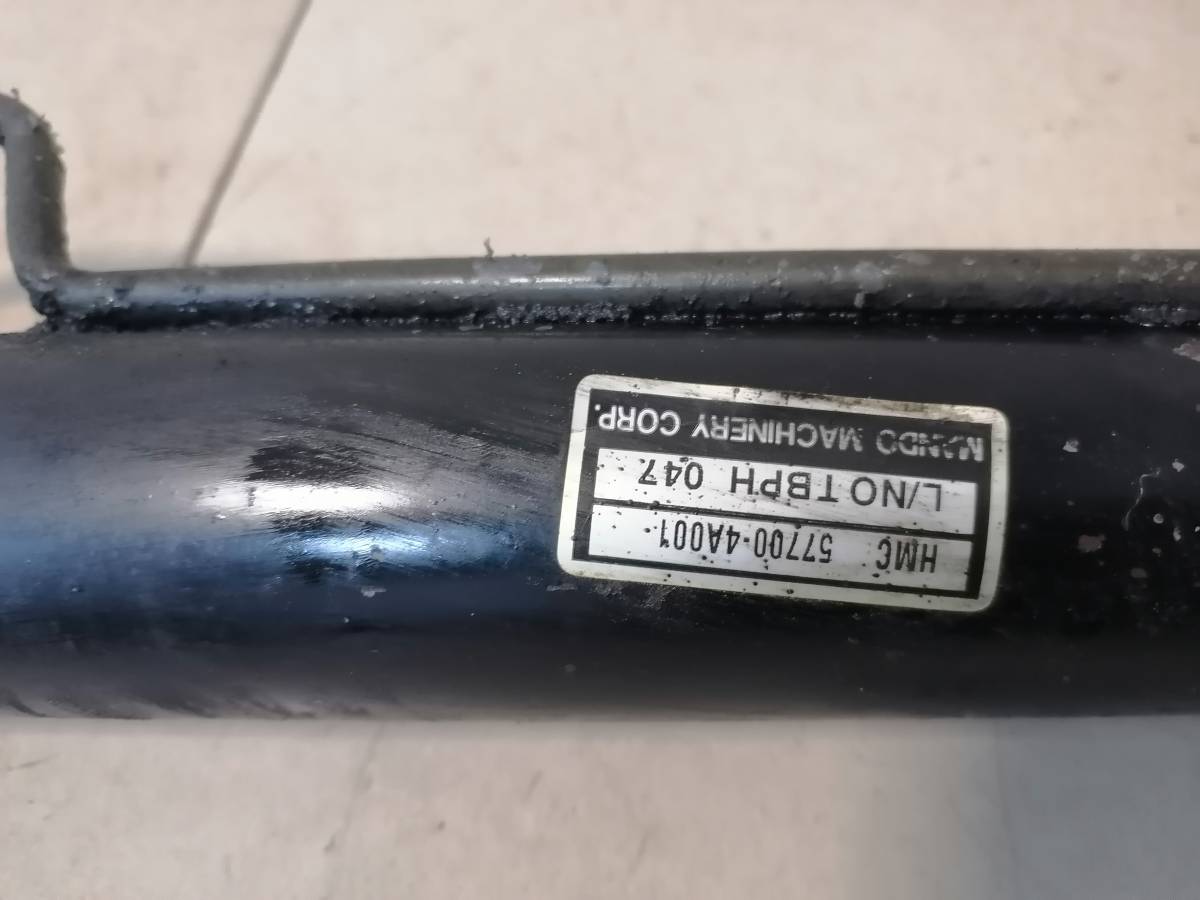 HMC 57700-4A001
L/NO TBPH 047
MANDO MACHINERY CORP.